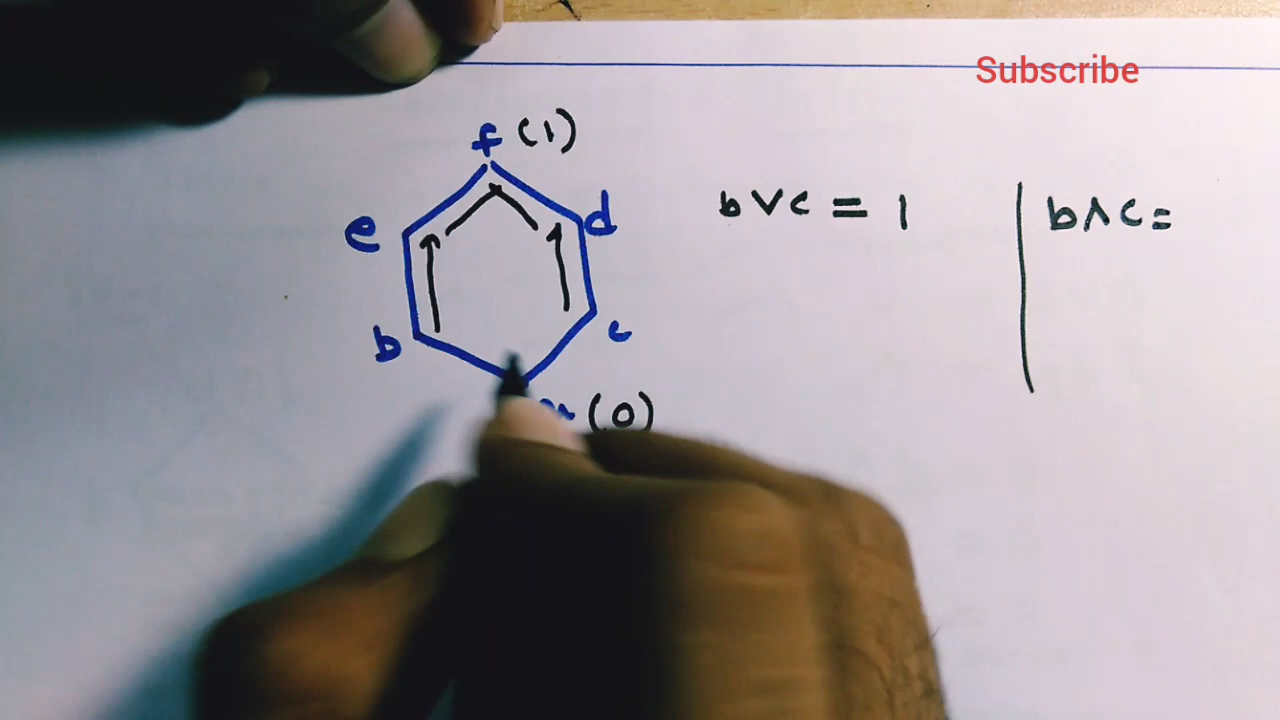 Subscribe
f (1)
e d
b∨c = 1 | b∧c =
b c
(0)